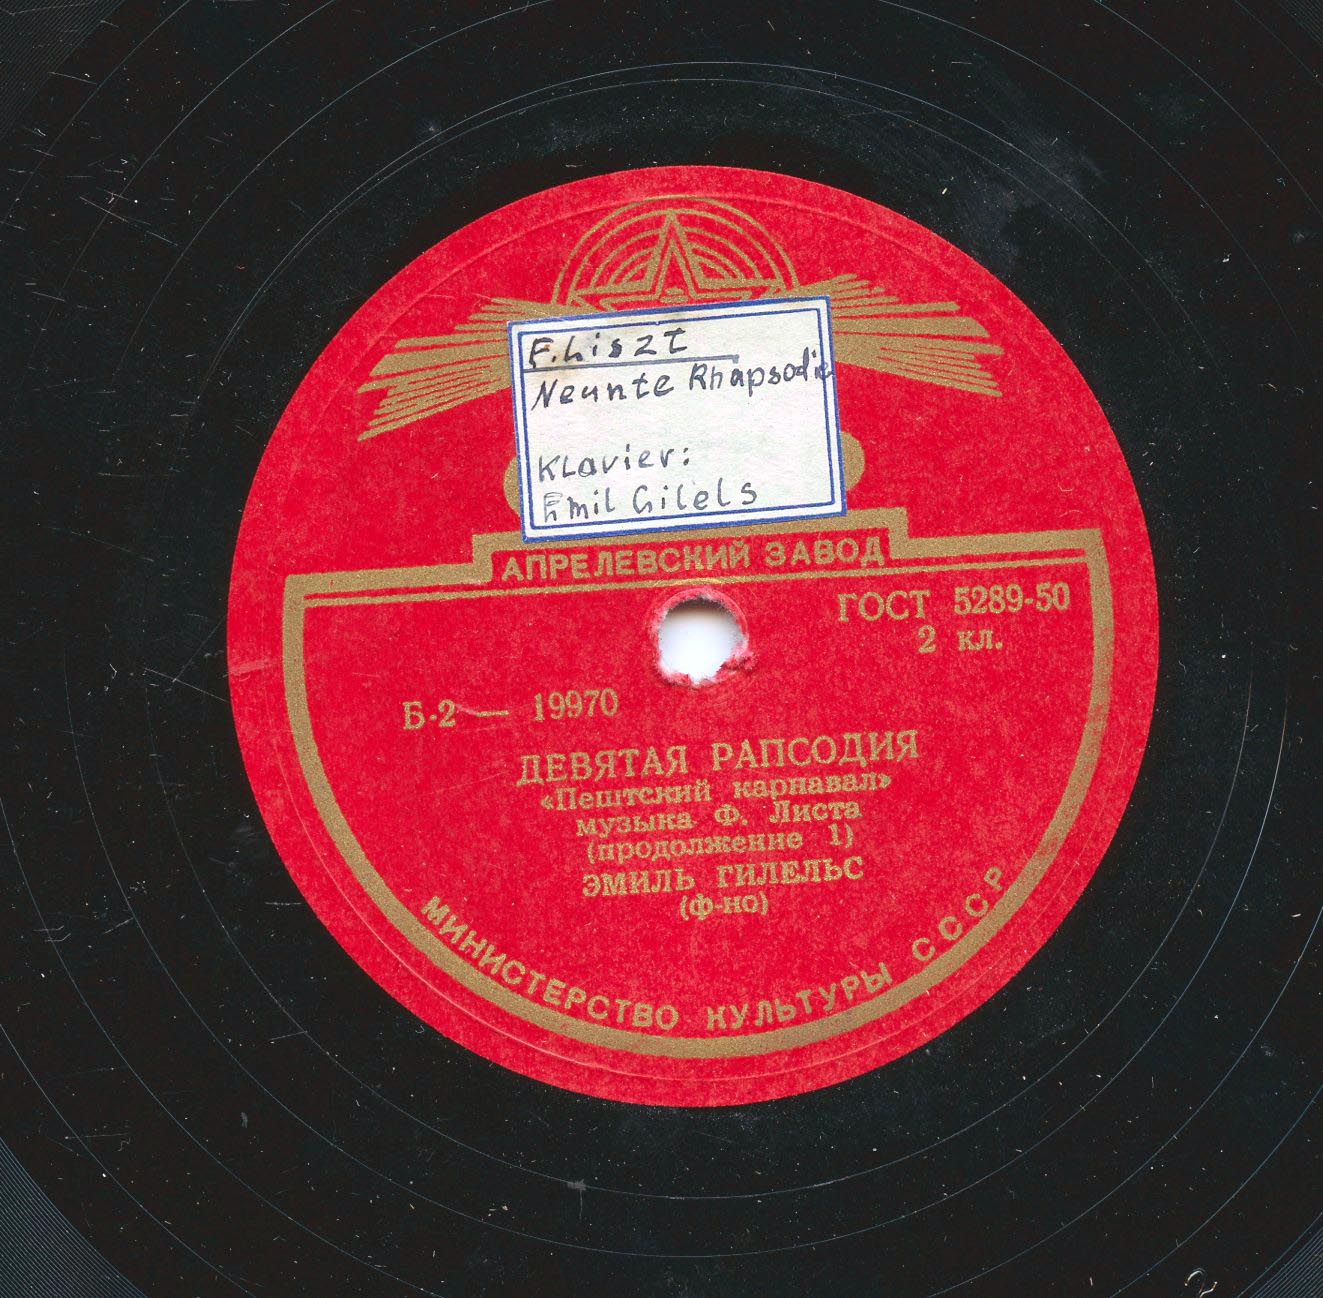 F. Liszt
Neunte Rhapsodie
Klavier:
Emil Gilels
АПРЕЛЕВСКИЙ ЗАВОД
ГОСТ 5289-50
2 кл.
Б-2 — 19970
ДЕВЯТАЯ РАПСОДИЯ
«Пештский карнавал»
музыка Ф. Листа
(продолжение 1)
ЭМИЛЬ ГИЛЕЛЬС
(ф-но)
МИНИСТЕРСТВО КУЛЬТУРЫ СССР